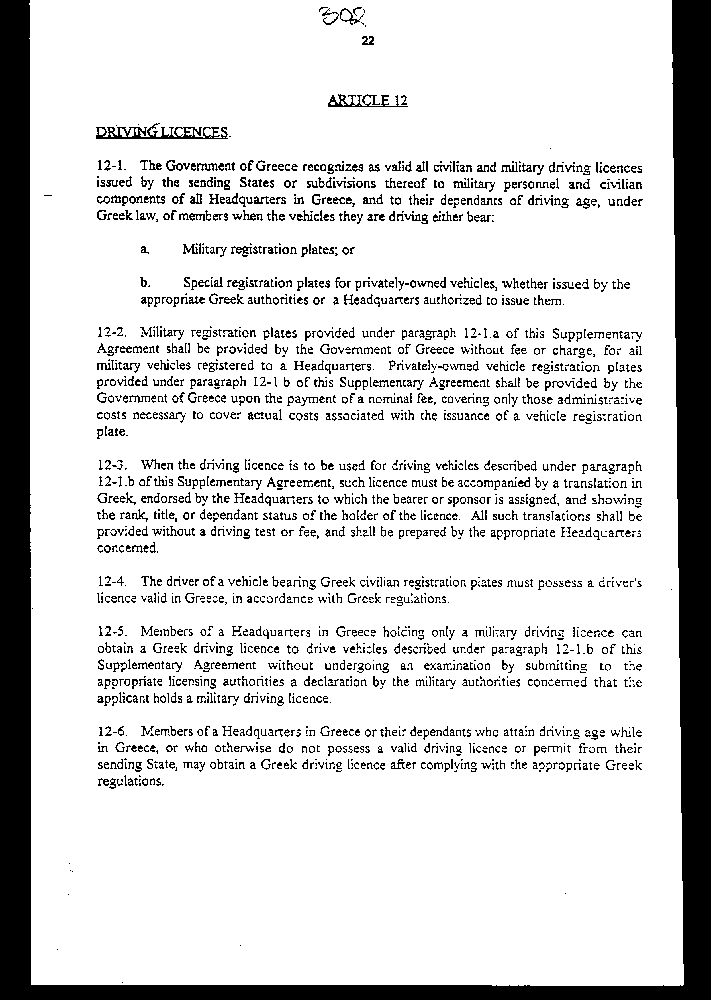 302
22
ARTICLE 12
DRIVING LICENCES.
12-1. The Government of Greece recognizes as valid all civilian and military driving licences
issued by the sending States or subdivisions thereof to military personnel and civilian
components of all Headquarters in Greece, and to their dependants of driving age, under
Greek law, of members when the vehicles they are driving either bear:
a. Military registration plates; or
b. Special registration plates for privately-owned vehicles, whether issued by the
appropriate Greek authorities or a Headquarters authorized to issue them.
12-2. Military registration plates provided under paragraph 12-1.a of this Supplementary
Agreement shall be provided by the Government of Greece without fee or charge, for all
military vehicles registered to a Headquarters. Privately-owned vehicle registration plates
provided under paragraph 12-1.b of this Supplementary Agreement shall be provided by the
Government of Greece upon the payment of a nominal fee, covering only those administrative
costs necessary to cover actual costs associated with the issuance of a vehicle registration
plate.
12-3. When the driving licence is to be used for driving vehicles described under paragraph
12-1.b of this Supplementary Agreement, such licence must be accompanied by a translation in
Greek, endorsed by the Headquarters to which the bearer or sponsor is assigned, and showing
the rank, title, or dependant status of the holder of the licence. All such translations shall be
provided without a driving test or fee, and shall be prepared by the appropriate Headquarters
concerned.
12-4. The driver of a vehicle bearing Greek civilian registration plates must possess a driver's
licence valid in Greece, in accordance with Greek regulations.
12-5. Members of a Headquarters in Greece holding only a military driving licence can
obtain a Greek driving licence to drive vehicles described under paragraph 12-1.b of this
Supplementary Agreement without undergoing an examination by submitting to the
appropriate licensing authorities a declaration by the military authorities concerned that the
applicant holds a military driving licence.
12-6. Members of a Headquarters in Greece or their dependants who attain driving age while
in Greece, or who otherwise do not possess a valid driving licence or permit from their
sending State, may obtain a Greek driving licence after complying with the appropriate Greek
regulations.